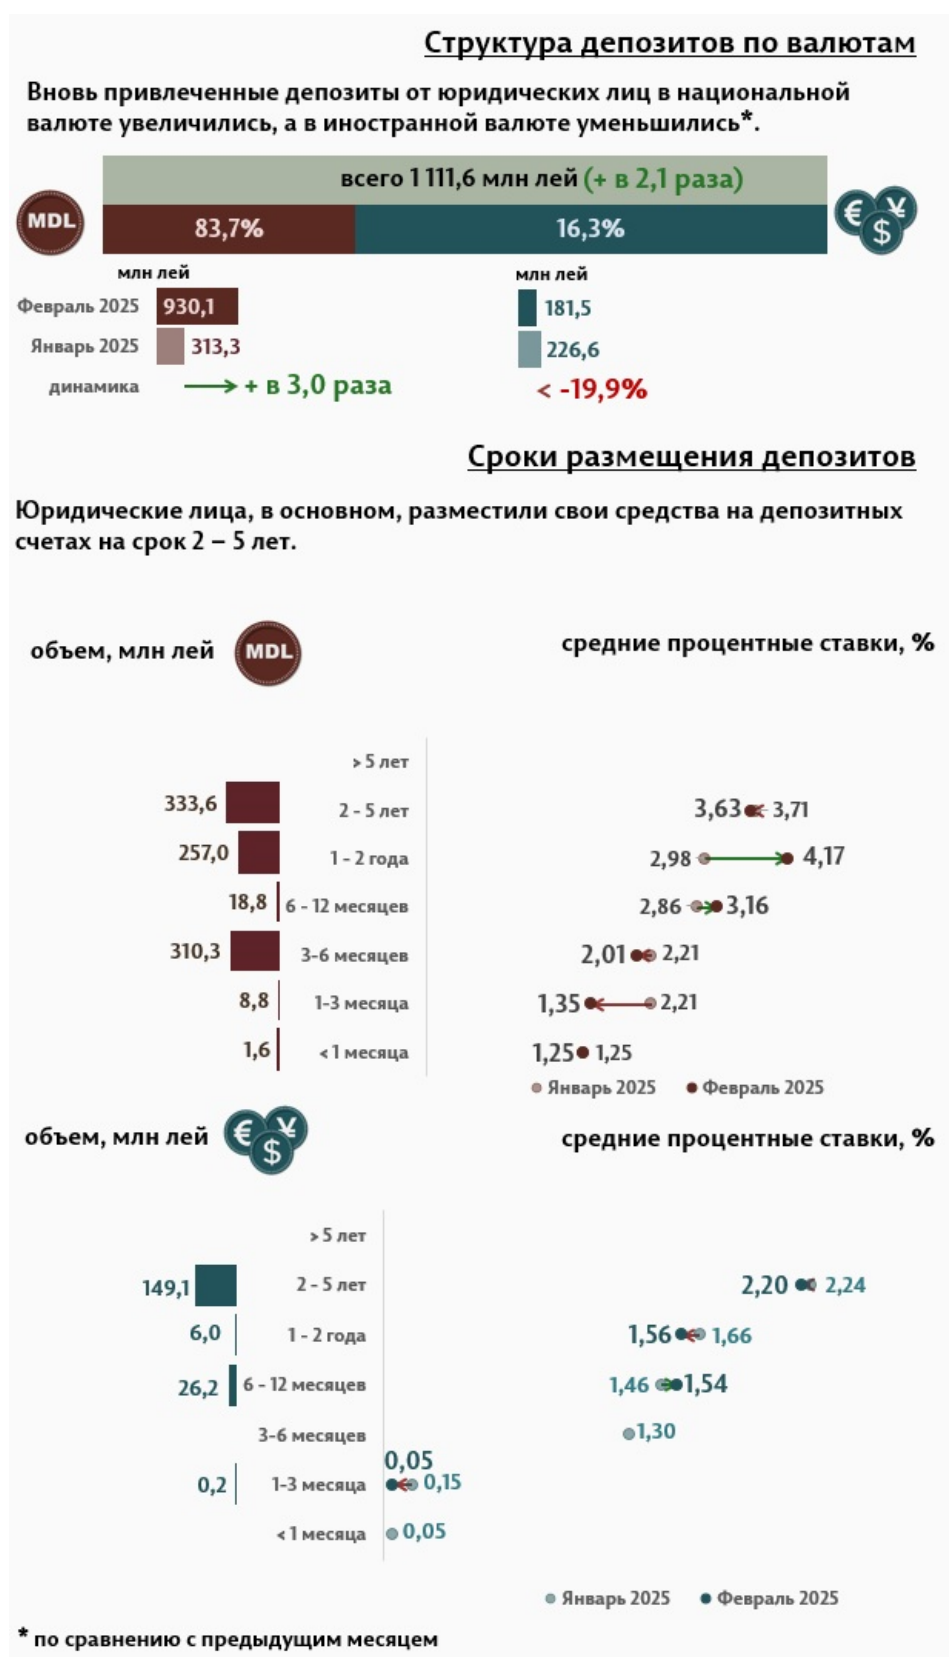 Структура депозитов по валютам
Вновь привлеченные депозиты от юридических лиц в национальной
валюте увеличились, а в иностранной валюте уменьшились*.
всего 1 111,6 млн лей (+ в 2,1 раза)
MDL 83,7% 16,3% € ¥ $
млн лей млн лей
Февраль 2025 930,1 181,5
Январь 2025 313,3 226,6
динамика + в 3,0 раза < -19,9%
Сроки размещения депозитов
Юридические лица, в основном, разместили свои средства на депозитных
счетах на срок 2 – 5 лет.
объем, млн лей MDL средние процентные ставки, %
> 5 лет
333,6 2 - 5 лет 3,63 3,71
257,0 1 - 2 года 2,98 4,17
18,8 6 - 12 месяцев 2,86 3,16
310,3 3-6 месяцев 2,01 2,21
8,8 1-3 месяца 1,35 2,21
1,6 < 1 месяца 1,25 1,25
Январь 2025 Февраль 2025
объем, млн лей € ¥ $ средние процентные ставки, %
> 5 лет
149,1 2 - 5 лет 2,20 2,24
6,0 1 - 2 года 1,56 1,66
26,2 6 - 12 месяцев 1,46 1,54
3-6 месяцев 1,30
0,05
0,2 1-3 месяца 0,15
< 1 месяца 0,05
Январь 2025 Февраль 2025
* по сравнению с предыдущим месяцем